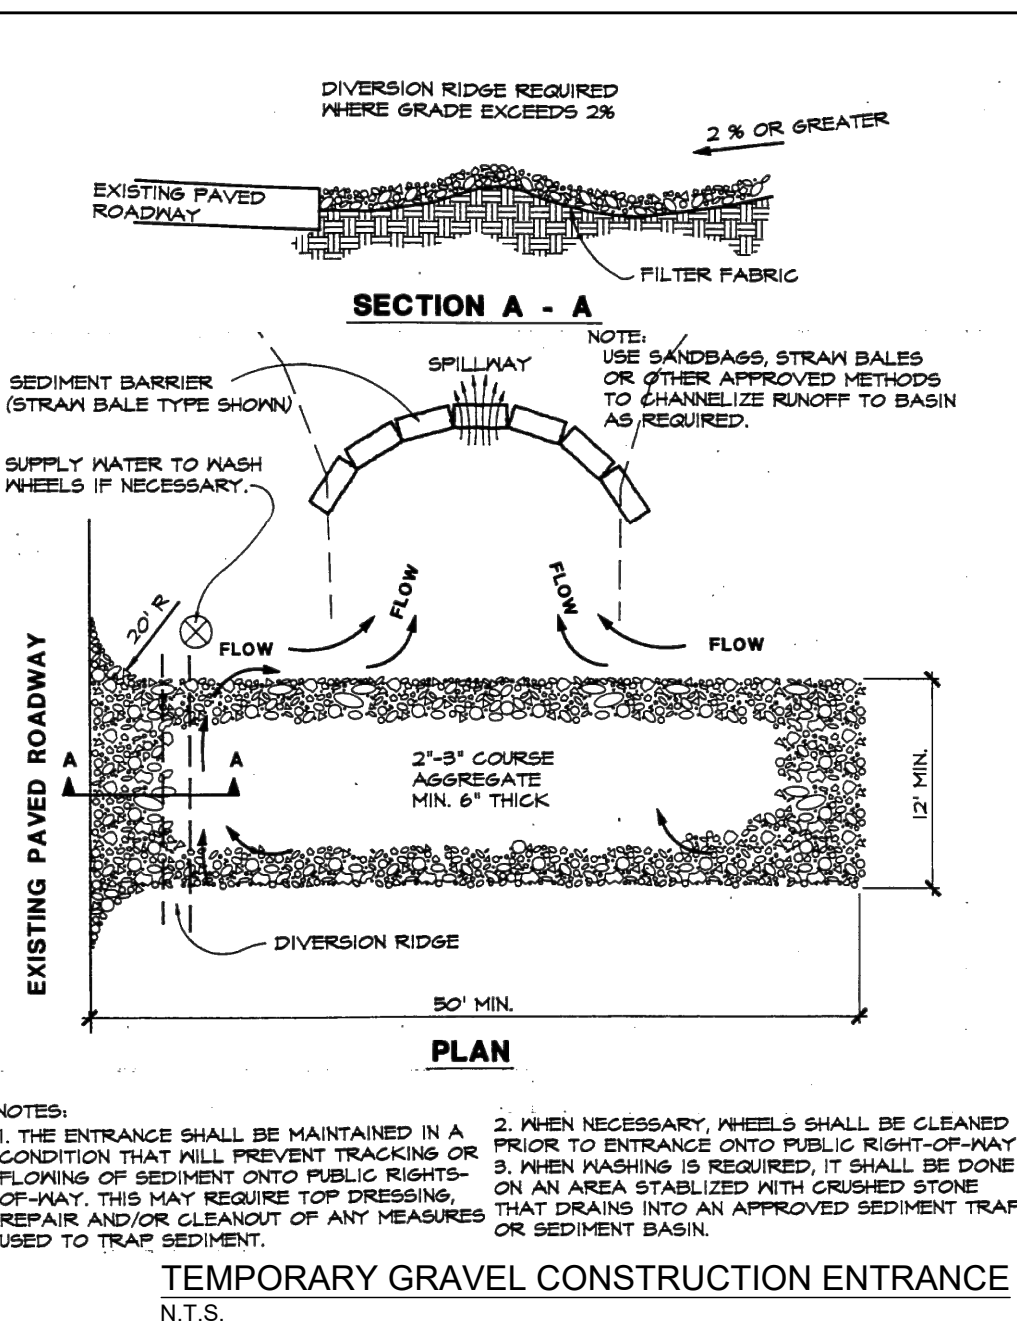 DIVERSION RIDGE REQUIRED
WHERE GRADE EXCEEDS 2%
2 % OR GREATER
EXISTING PAVED
ROADWAY
FILTER FABRIC
SECTION A - A
NOTE:
USE SANDBAGS, STRAW BALES
OR OTHER APPROVED METHODS
TO CHANNELIZE RUNOFF TO BASIN
AS REQUIRED.
SPILLWAY
SEDIMENT BARRIER
(STRAW BALE TYPE SHOWN)
SUPPLY WATER TO WASH
WHEELS IF NECESSARY.
20' R
FLOW
FLOW
FLOW
FLOW
EXISTING PAVED ROADWAY
A
A
2"-3" COURSE
AGGREGATE
MIN. 6" THICK
12' MIN.
DIVERSION RIDGE
50' MIN.
PLAN
NOTES:
1. THE ENTRANCE SHALL BE MAINTAINED IN A
CONDITION THAT WILL PREVENT TRACKING OR
FLOWING OF SEDIMENT ONTO PUBLIC RIGHTS-
OF-WAY. THIS MAY REQUIRE TOP DRESSING,
REPAIR AND/OR CLEANOUT OF ANY MEASURES
USED TO TRAP SEDIMENT.
2. WHEN NECESSARY, WHEELS SHALL BE CLEANED
PRIOR TO ENTRANCE ONTO PUBLIC RIGHT-OF-WAY
3. WHEN WASHING IS REQUIRED, IT SHALL BE DONE
ON AN AREA STABLIZED WITH CRUSHED STONE
THAT DRAINS INTO AN APPROVED SEDIMENT TRAP
OR SEDIMENT BASIN.
TEMPORARY GRAVEL CONSTRUCTION ENTRANCE
N.T.S.